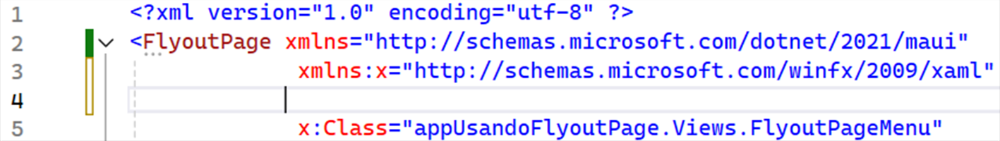 1 <?xml version="1.0" encoding="utf-8" ?>
2 <FlyoutPage xmlns="http://schemas.microsoft.com/dotnet/2021/maui"
3 xmlns:x="http://schemas.microsoft.com/winfx/2009/xaml"
4
5 x:Class="appUsandoFlyoutPage.Views.FlyoutPageMenu"